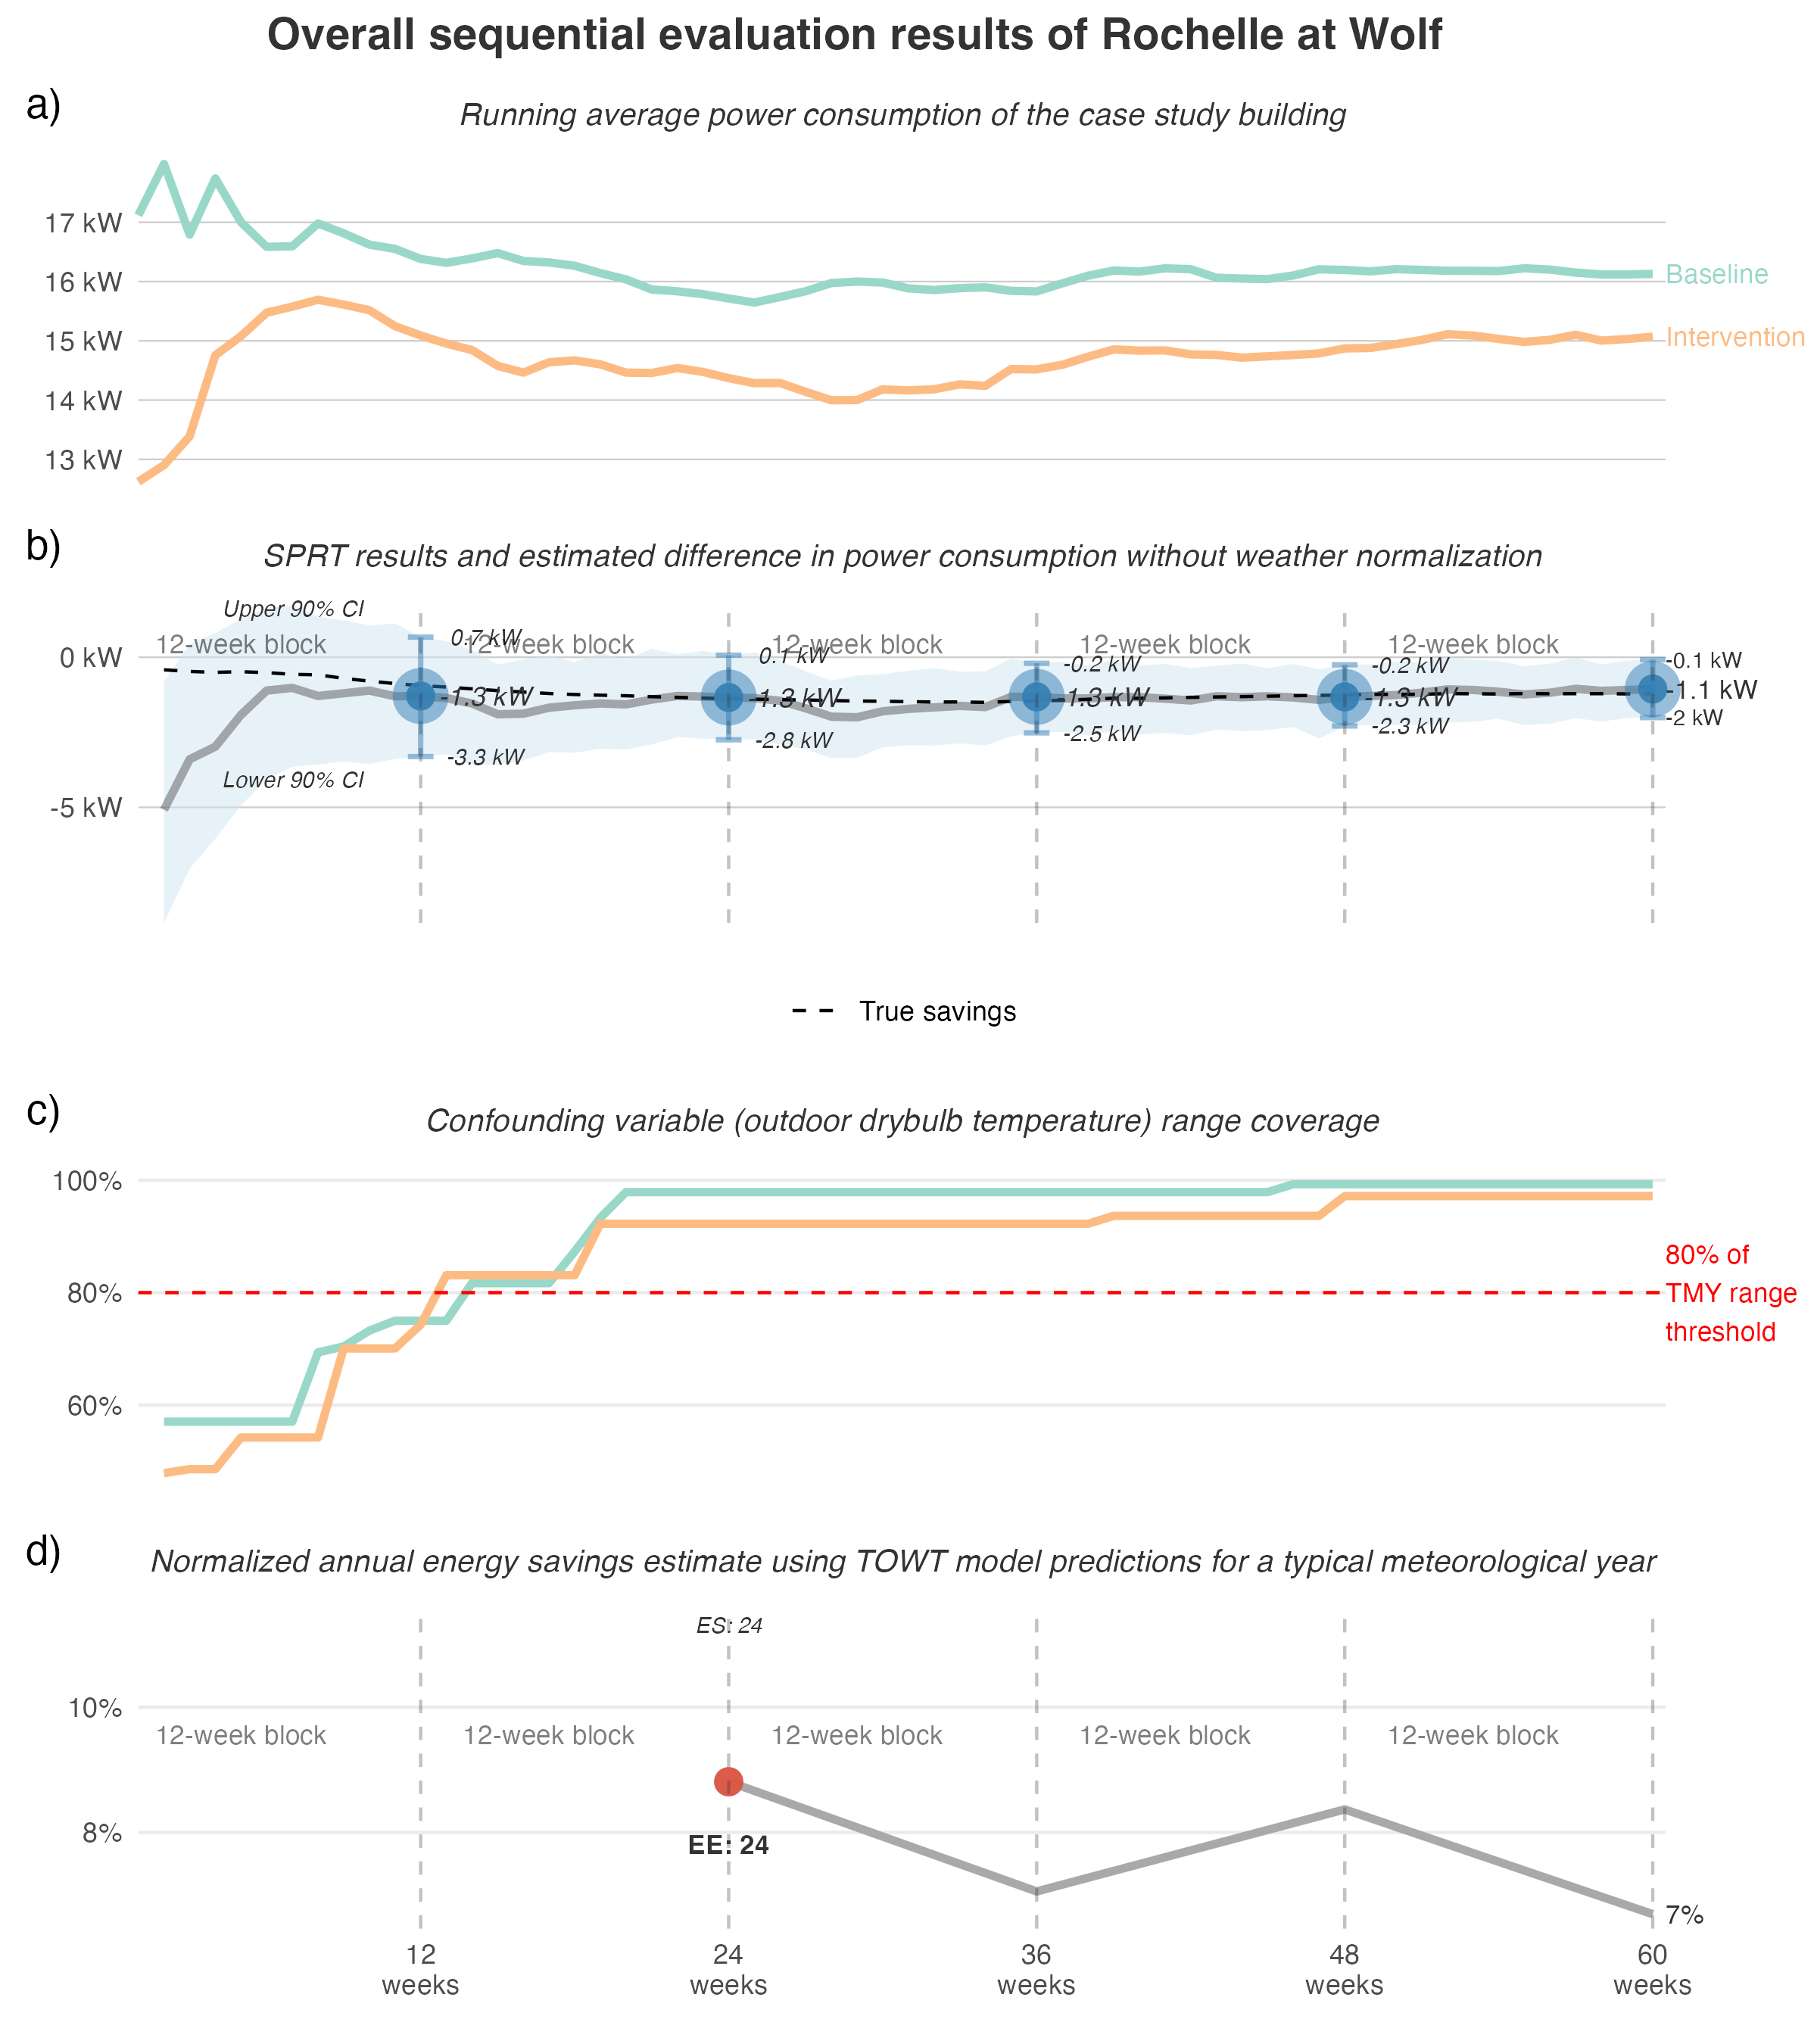 Overall sequential evaluation results of Rochelle at Wolf
a)
Running average power consumption of the case study building
17 kW
16 kW
15 kW
14 kW
13 kW
Baseline
Intervention
b)
SPRT results and estimated difference in power consumption without weather normalization
Upper 90% CI
12-week block
12-week block
12-week block
12-week block
12-week block
0 kW
-5 kW
Lower 90% CI
0.7 kW
-1.3 kW
-3.3 kW
0.1 kW
-1.3 kW
-2.8 kW
-0.2 kW
-1.3 kW
-2.5 kW
-0.2 kW
-1.3 kW
-2.3 kW
-0.1 kW
-1.1 kW
-2 kW
True savings
c)
Confounding variable (outdoor drybulb temperature) range coverage
100%
80%
60%
80% of
TMY range
threshold
d)
Normalized annual energy savings estimate using TOWT model predictions for a typical meteorological year
ES: 24
10%
12-week block
12-week block
12-week block
12-week block
12-week block
8%
EE: 24
7%
12
weeks
24
weeks
36
weeks
48
weeks
60
weeks